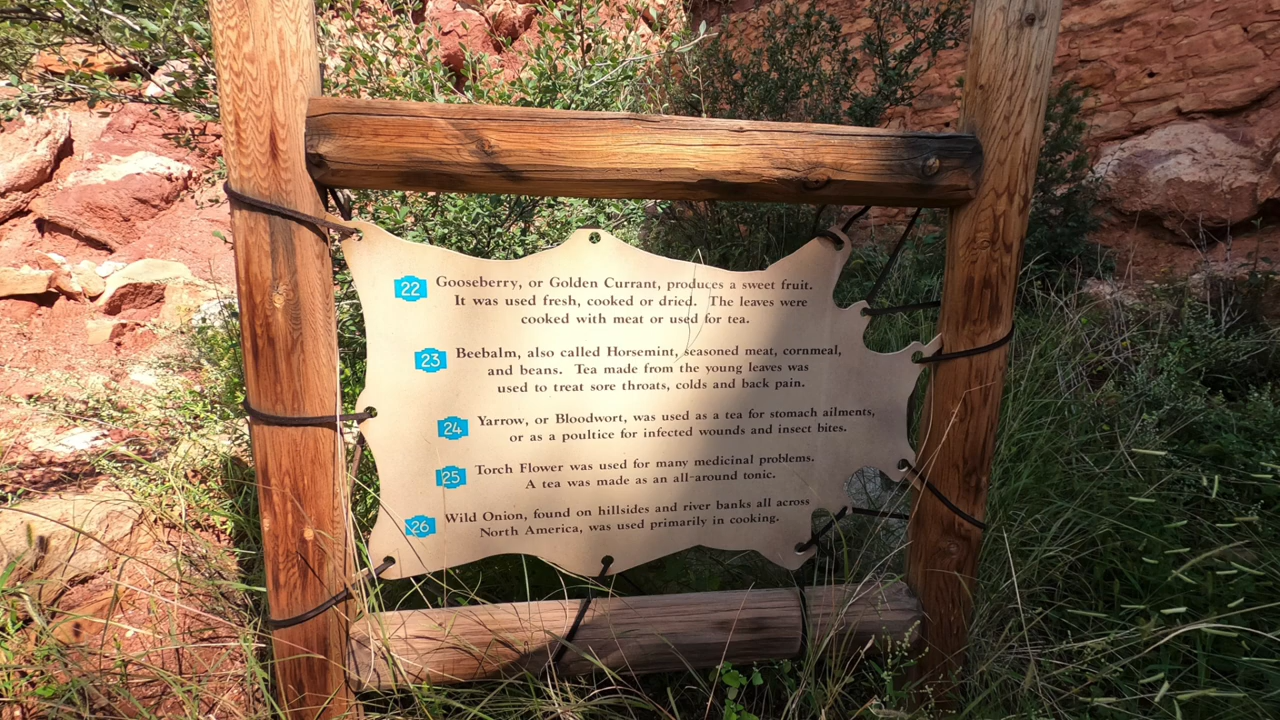 22 Gooseberry, or Golden Currant, produces a sweet fruit.
It was used fresh, cooked or dried. The leaves were
cooked with meat or used for tea.
23 Beebalm, also called Horsemint, seasoned meat, cornmeal,
and beans. Tea made from the young leaves was
used to treat sore throats, colds and back pain.
24 Yarrow, or Bloodwort, was used as a tea for stomach ailments,
or as a poultice for infected wounds and insect bites.
25 Torch Flower was used for many medicinal problems.
A tea was made as an all-around tonic.
26 Wild Onion, found on hillsides and river banks all across
North America, was used primarily in cooking.